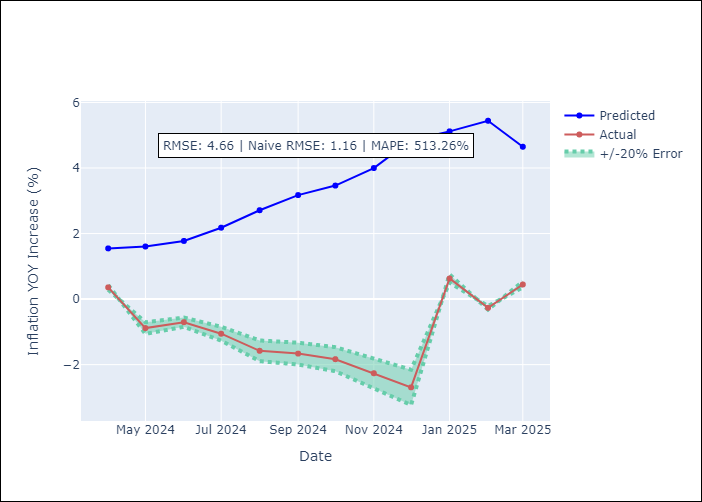 RMSE: 4.66 | Naive RMSE: 1.16 | MAPE: 513.26%
Predicted
Actual
+/-20% Error
Inflation YOY Increase (%)
6
4
2
0
−2
May 2024
Jul 2024
Sep 2024
Nov 2024
Jan 2025
Mar 2025
Date